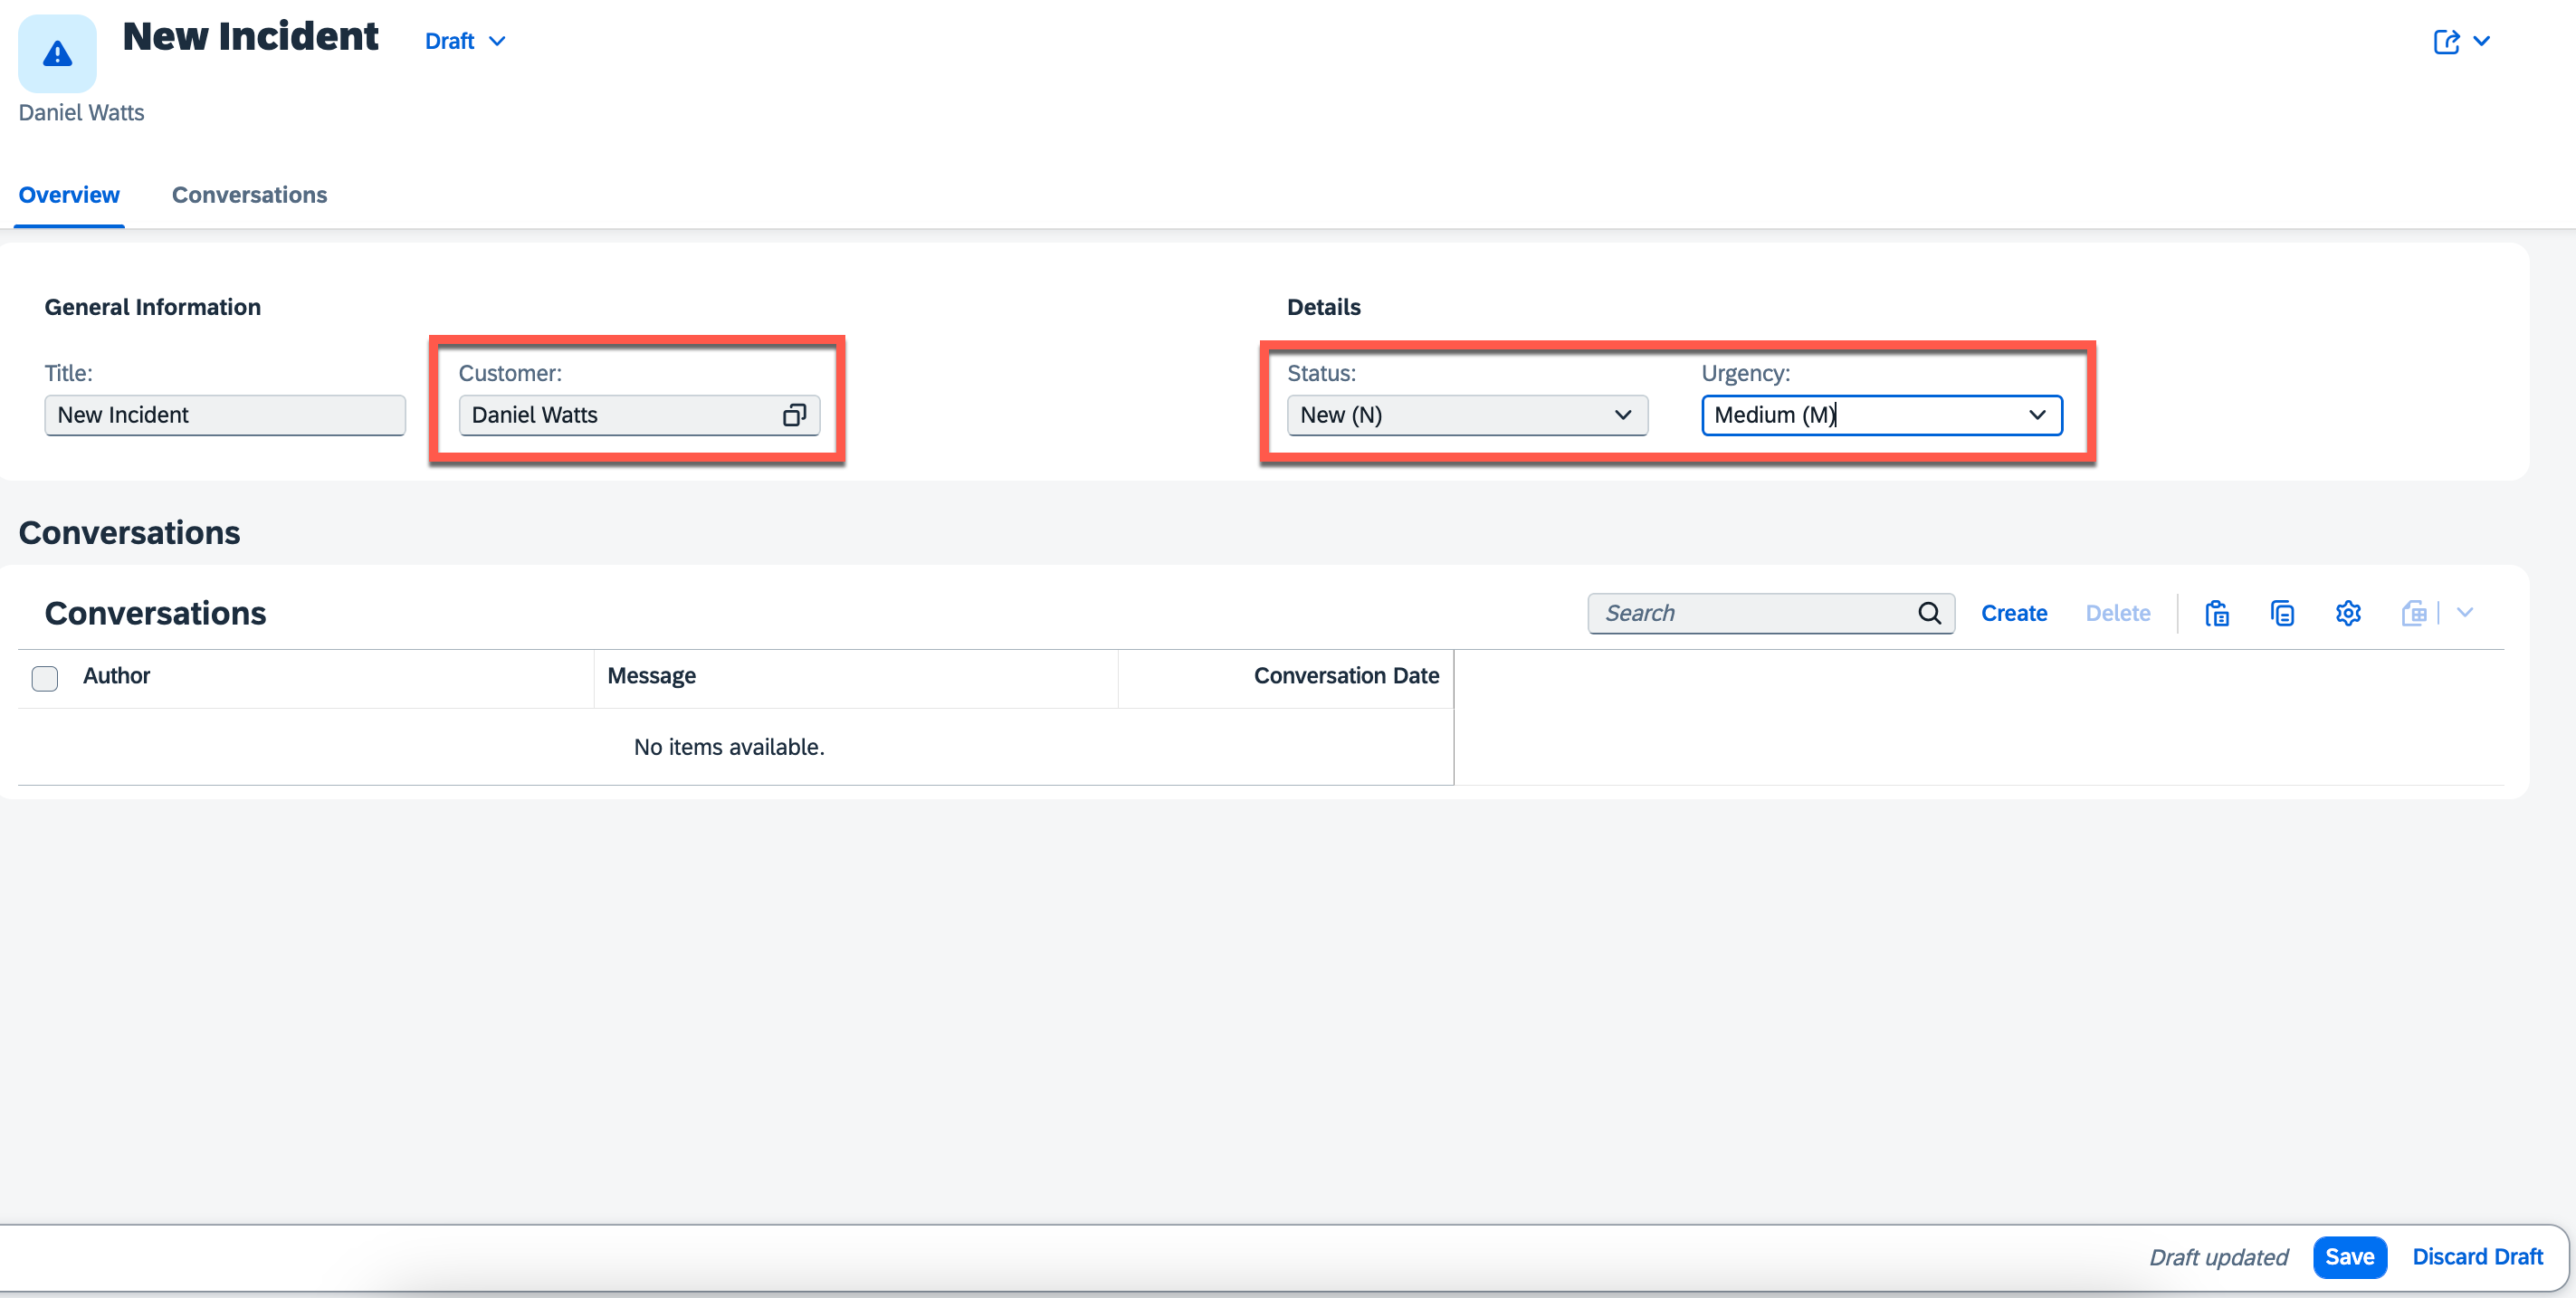 New Incident Draft
Daniel Watts
Overview Conversations
General Information Details
Title: Customer: Status: Urgency:
New Incident Daniel Watts New (N) Medium (M)
Conversations
Conversations Search Create Delete
Author Message Conversation Date
No items available.
Draft updated Save Discard Draft